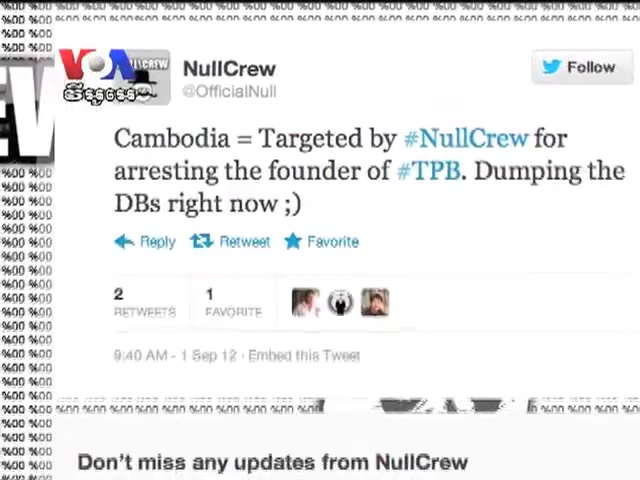 VOA
NullCrew
@OfficialNull
Follow
Cambodia = Targeted by #NullCrew for
arresting the founder of #TPB. Dumping the
DBs right now ;)
Reply Retweet Favorite
2 RETWEETS
1 FAVORITE
9:40 AM - 1 Sep 12 · Embed this Tweet
Don't miss any updates from NullCrew